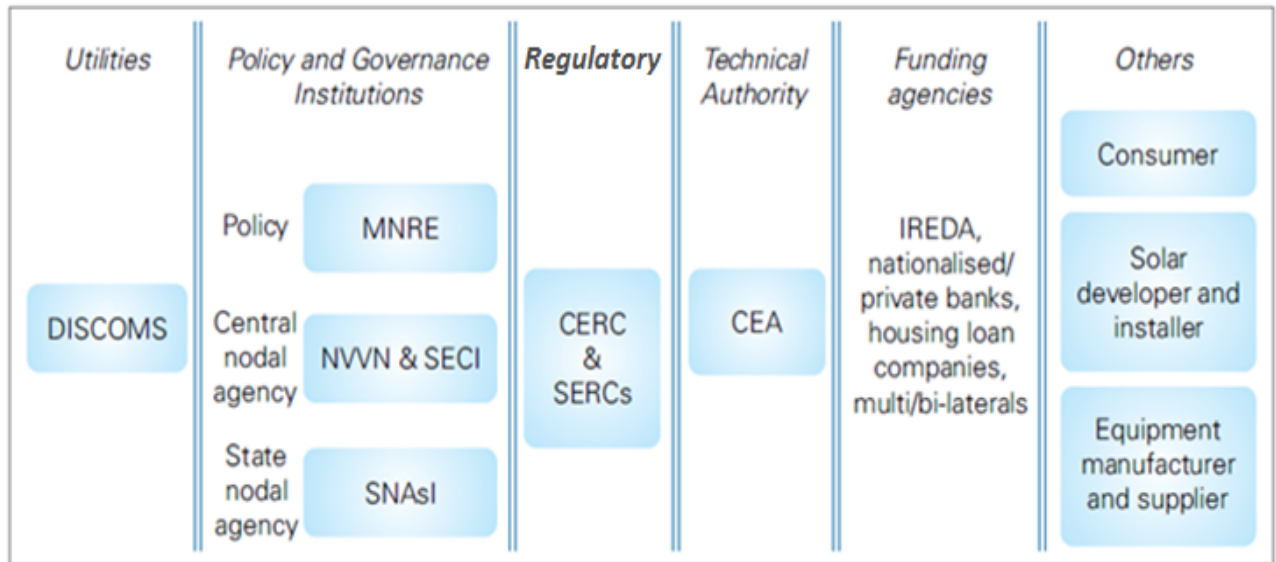 Utilities
DISCOMS
Policy and Governance
Institutions
Policy
MNRE
Central
nodal
agency
NVVN & SECI
State
nodal
agency
SNAsI
Regulatory
CERC
&
SERCs
Technical
Authority
CEA
Funding
agencies
IREDA,
nationalised/
private banks,
housing loan
companies,
multi/bi-laterals
Others
Consumer
Solar
developer and
installer
Equipment
manufacturer
and supplier